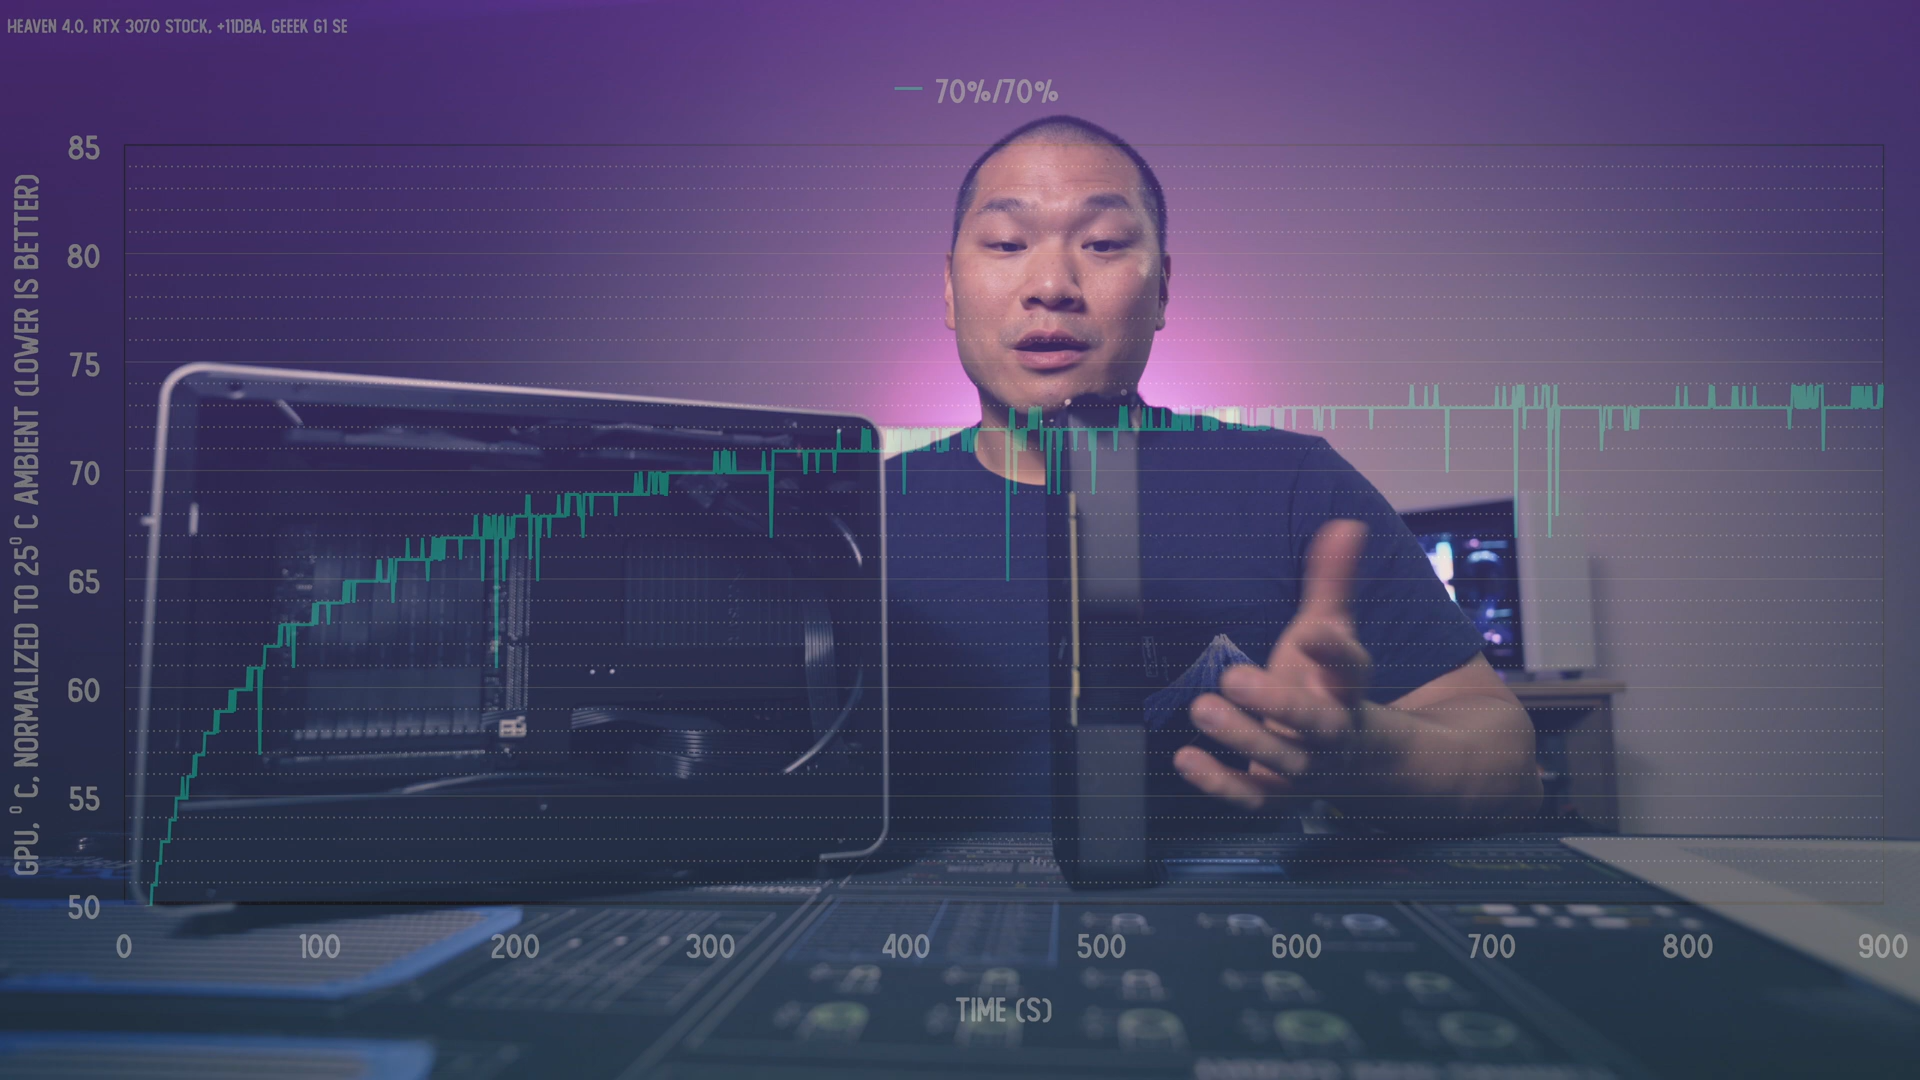 HEAVEN 4.0, RTX 3070 STOCK, +11DBA, GEEEK G1 SE
70%/70%
85
80
75
70
65
60
55
50
GPU, ° C, NORMALIZED TO 25° C AMBIENT (LOWER IS BETTER)
0 100 200 300 400 500 600 700 800 900
TIME (S)